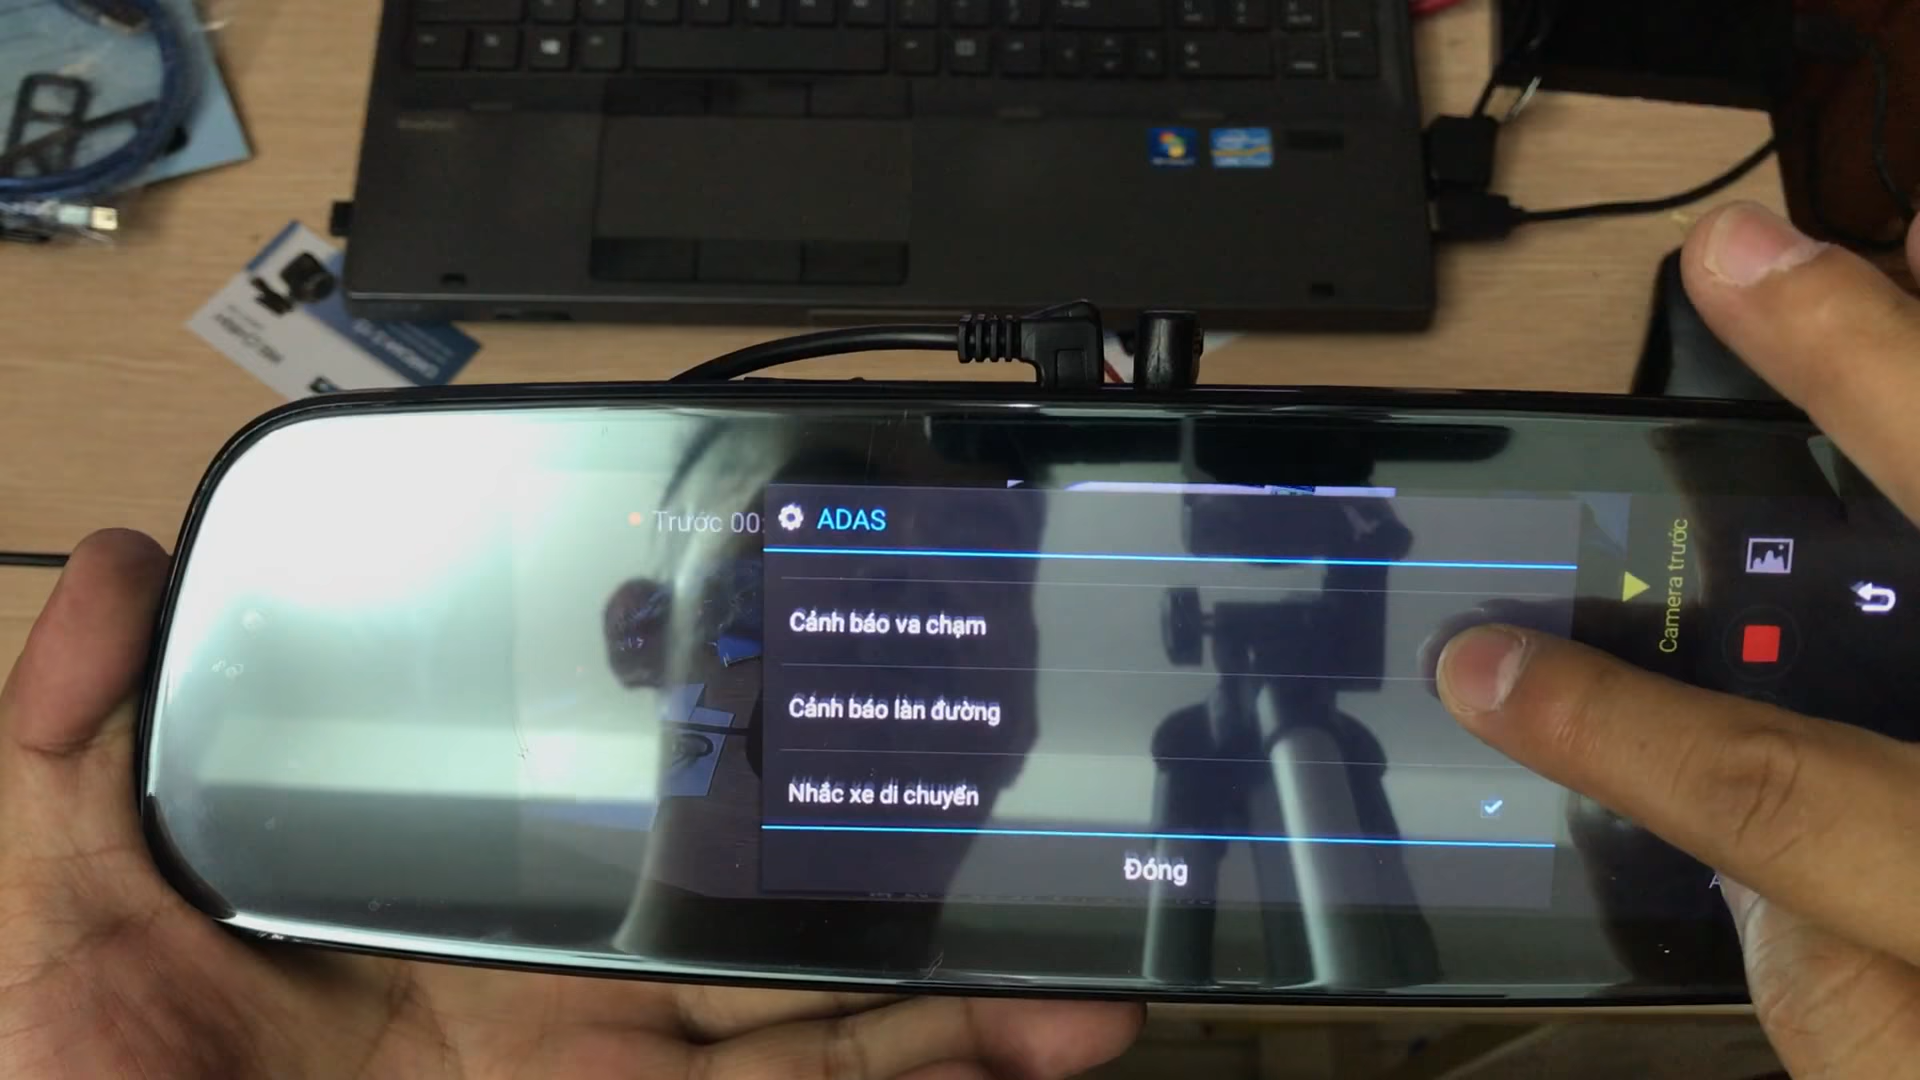 Trước 00:
ADAS
Cảnh báo va chạm
Cảnh báo làn đường
Nhắc xe di chuyển
Đóng
Camera trước